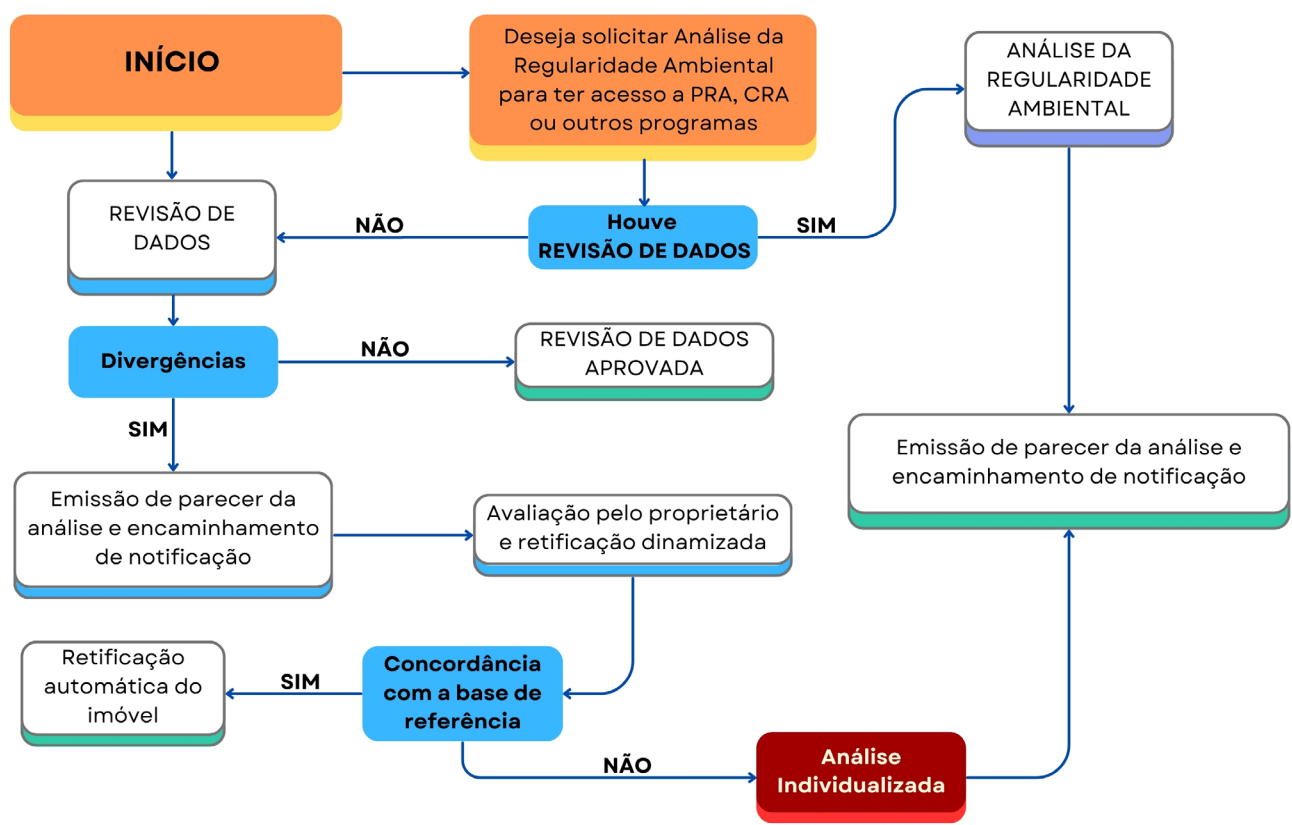 INÍCIO
Deseja solicitar Análise da
Regularidade Ambiental
para ter acesso a PRA, CRA
ou outros programas
ANÁLISE DA
REGULARIDADE
AMBIENTAL
REVISÃO DE
DADOS
NÃO
Houve
REVISÃO DE DADOS
SIM
Divergências
NÃO
REVISÃO DE DADOS
APROVADA
SIM
Emissão de parecer da
análise e encaminhamento
de notificação
Avaliação pelo proprietário
e retificação dinamizada
Emissão de parecer da análise e
encaminhamento de notificação
Retificação
automática do
imóvel
SIM
Concordância
com a base de
referência
NÃO
Análise
Individualizada